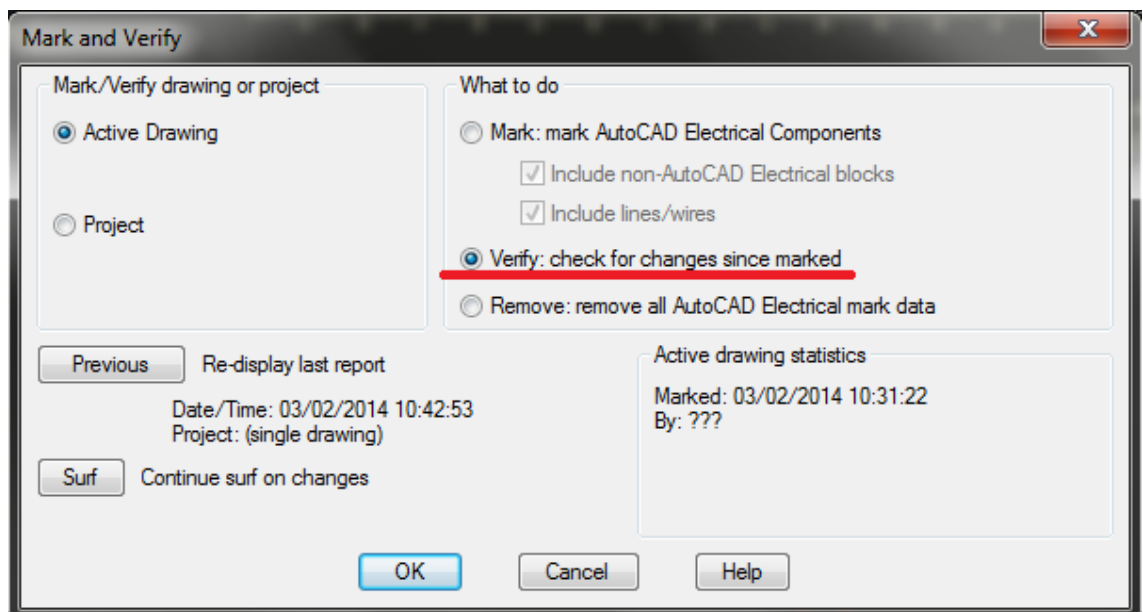 Mark and Verify
Mark/Verify drawing or project
Active Drawing
Project
What to do
Mark: mark AutoCAD Electrical Components
Include non-AutoCAD Electrical blocks
Include lines/wires
Verify: check for changes since marked
Remove: remove all AutoCAD Electrical mark data
Previous Re-display last report
Date/Time: 03/02/2014 10:42:53
Project: (single drawing)
Surf Continue surf on changes
Active drawing statistics
Marked: 03/02/2014 10:31:22
By: ???
OK Cancel Help